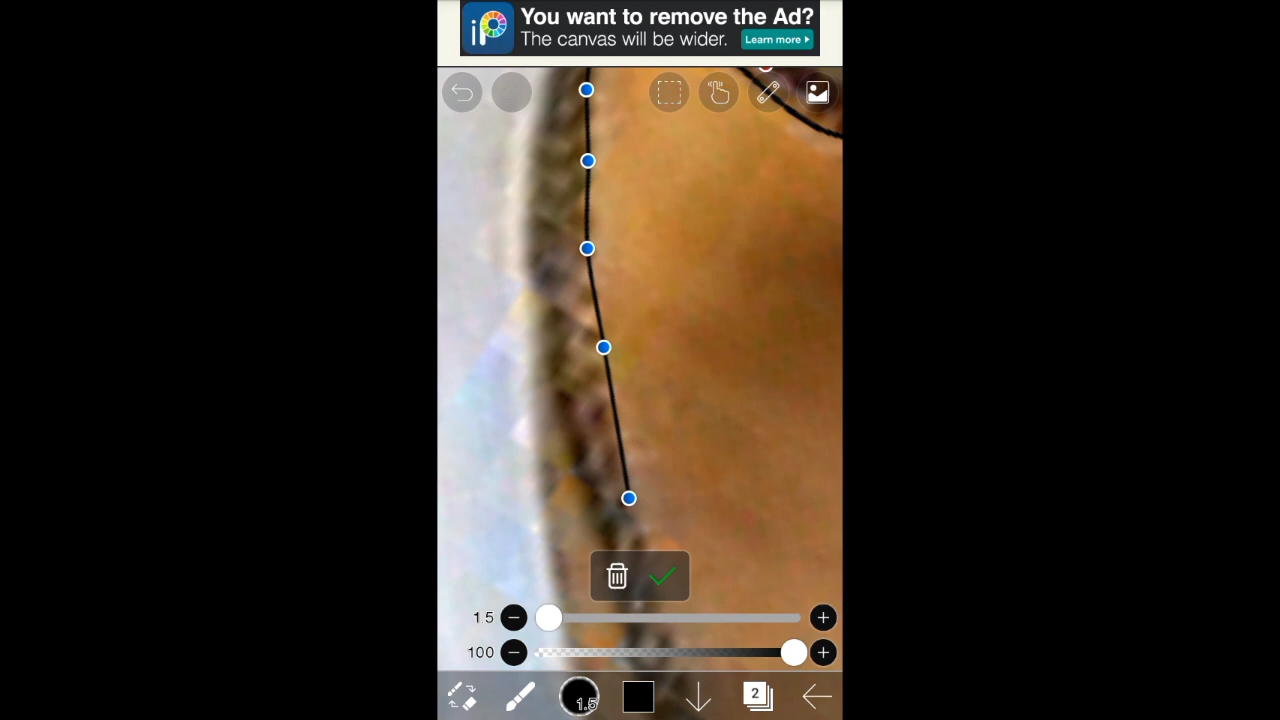 iP
You want to remove the Ad?
The canvas will be wider.
Learn more
1.5
100
1.5
2